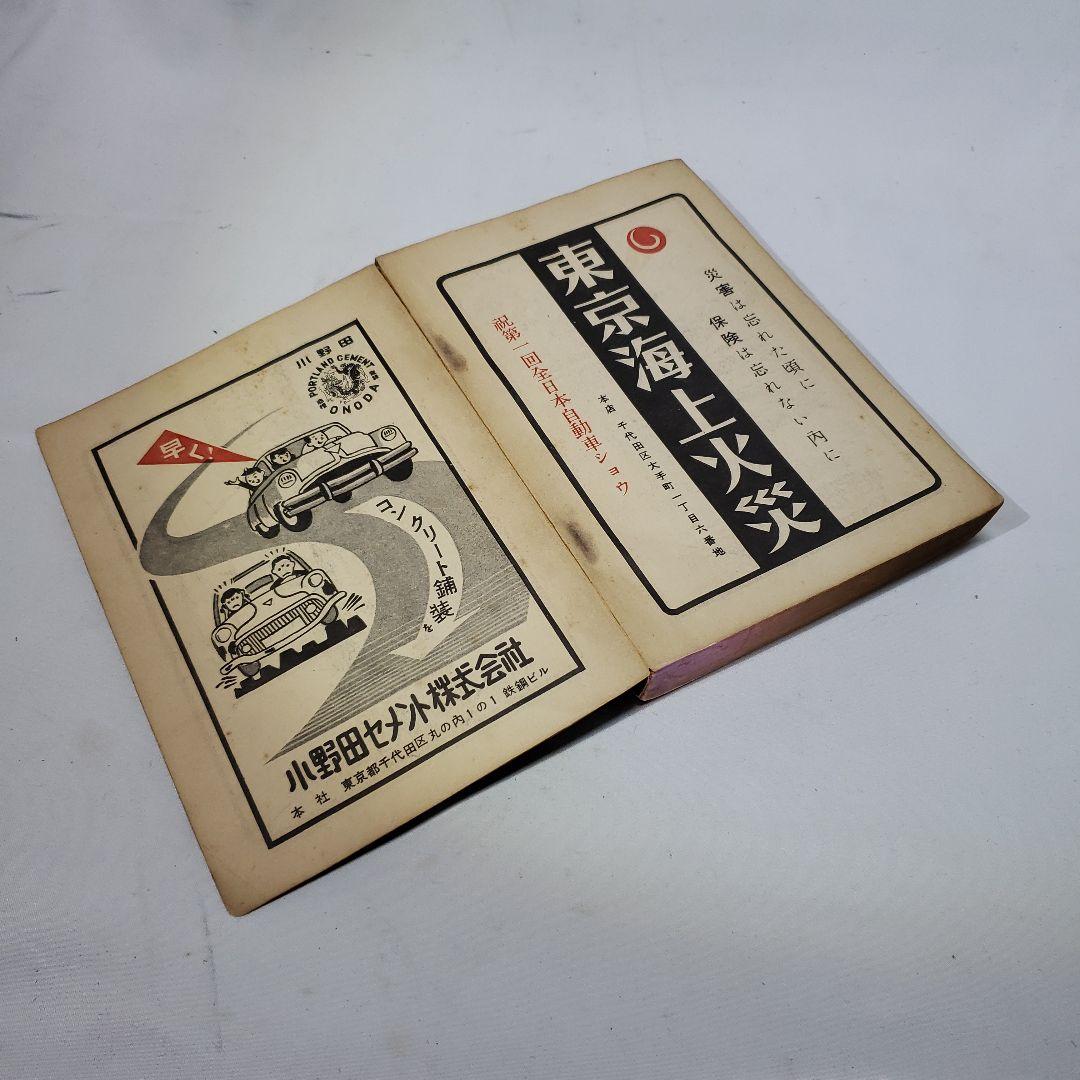 災害は忘れた頃に
保険は忘れない内に
東京海上火災
本店 千代田区大手町一丁目六番地
祝第一回全日本自動車ショウ
小野田
PORTLAND CEMENT
ONODA
早く!
コンクリート鋪装を
小野田セメント株式会社
本社 東京都千代田区丸の内1の1 鉄鋼ビル